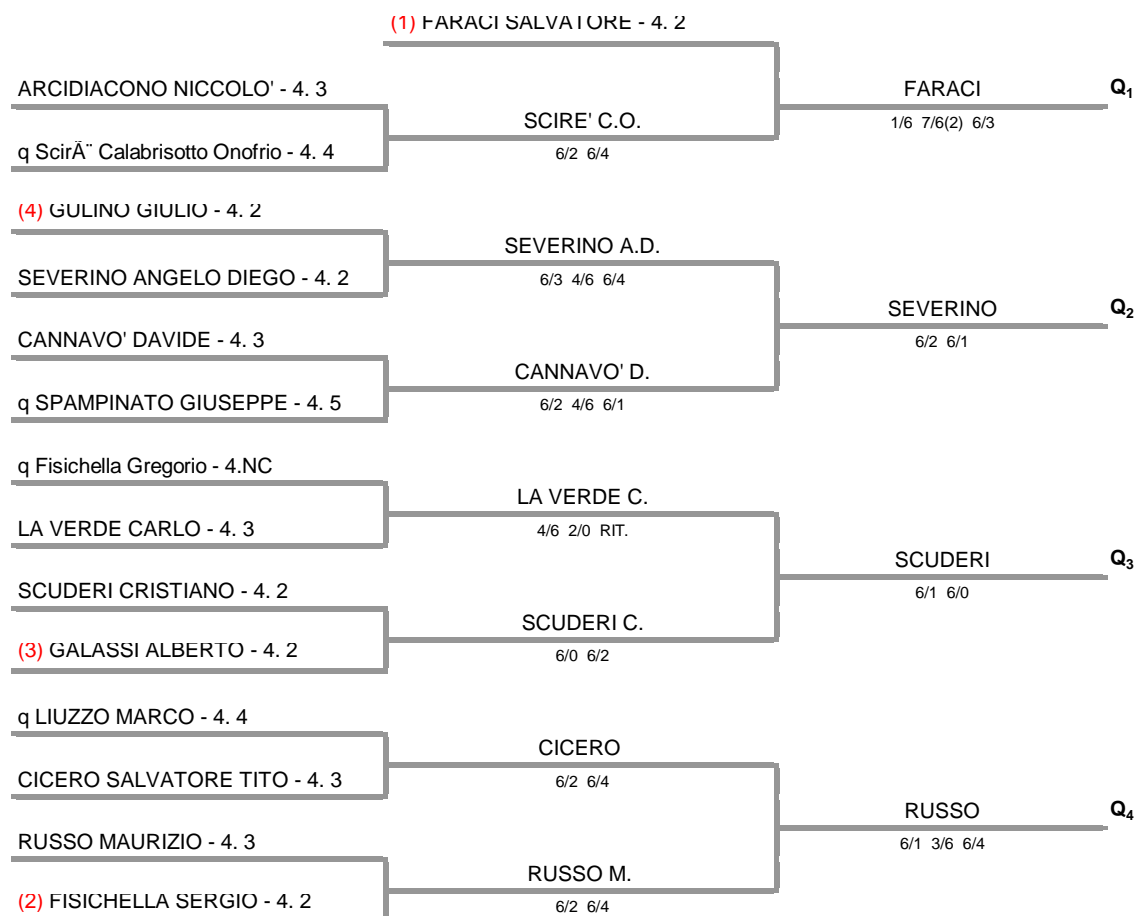 (1) FARACI SALVATORE - 4. 2
ARCIDIACONO NICCOLO' - 4. 3
FARACI
Q1
SCIRE' C.O.
1/6 7/6(2) 6/3
q ScirÃ¨ Calabrisotto Onofrio - 4. 4
6/2 6/4
(4) GULINO GIULIO - 4. 2
SEVERINO A.D.
SEVERINO ANGELO DIEGO - 4. 2
6/3 4/6 6/4
SEVERINO
Q2
CANNAVO' DAVIDE - 4. 3
6/2 6/1
CANNAVO' D.
q SPAMPINATO GIUSEPPE - 4. 5
6/2 4/6 6/1
q Fisichella Gregorio - 4.NC
LA VERDE C.
LA VERDE CARLO - 4. 3
4/6 2/0 RIT.
SCUDERI
Q3
SCUDERI CRISTIANO - 4. 2
6/1 6/0
SCUDERI C.
(3) GALASSI ALBERTO - 4. 2
6/0 6/2
q LIUZZO MARCO - 4. 4
CICERO
CICERO SALVATORE TITO - 4. 3
6/2 6/4
RUSSO
Q4
RUSSO MAURIZIO - 4. 3
6/1 3/6 6/4
RUSSO M.
(2) FISICHELLA SERGIO - 4. 2
6/2 6/4